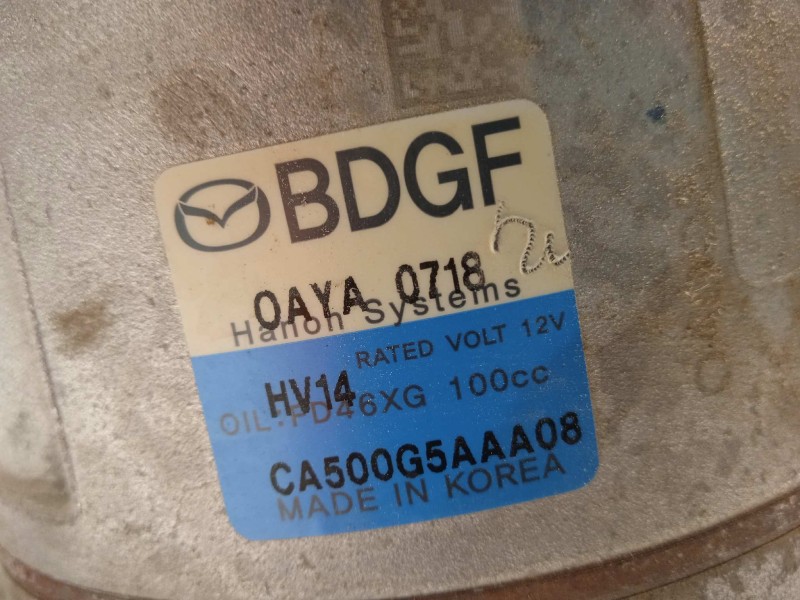 BDGF
0AYA 0718
Hanon Systems
RATED VOLT 12V
HV14
OIL:PD46XG 100cc
CA500G5AAA08
MADE IN KOREA